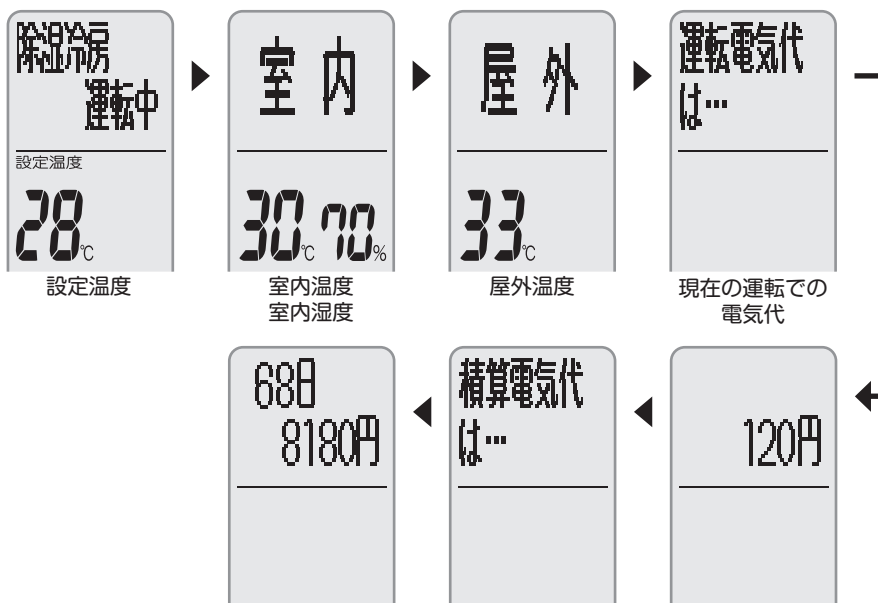 除湿冷房
運転中
設定温度
28℃
設定温度
室内
30℃ 70%
室内温度
室内湿度
屋外
33℃
屋外温度
運転電気代
は…
現在の運転での
電気代
120円
積算電気代
は…
68日
8180円